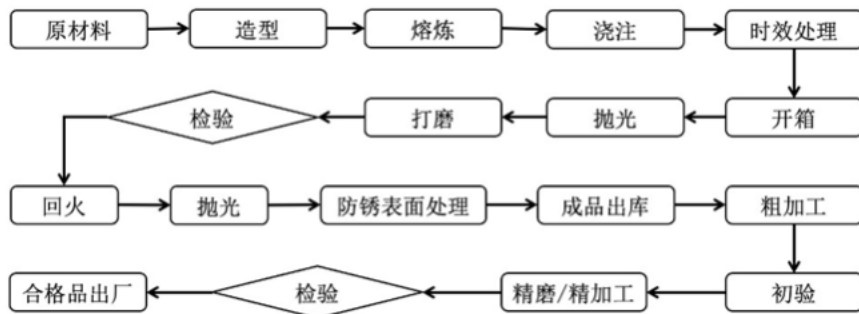 原材料 造型 熔炼 浇注 时效处理
检验 打磨 抛光 开箱
回火 抛光 防锈表面处理 成品出库 粗加工
合格品出厂 检验 精磨/精加工 初验